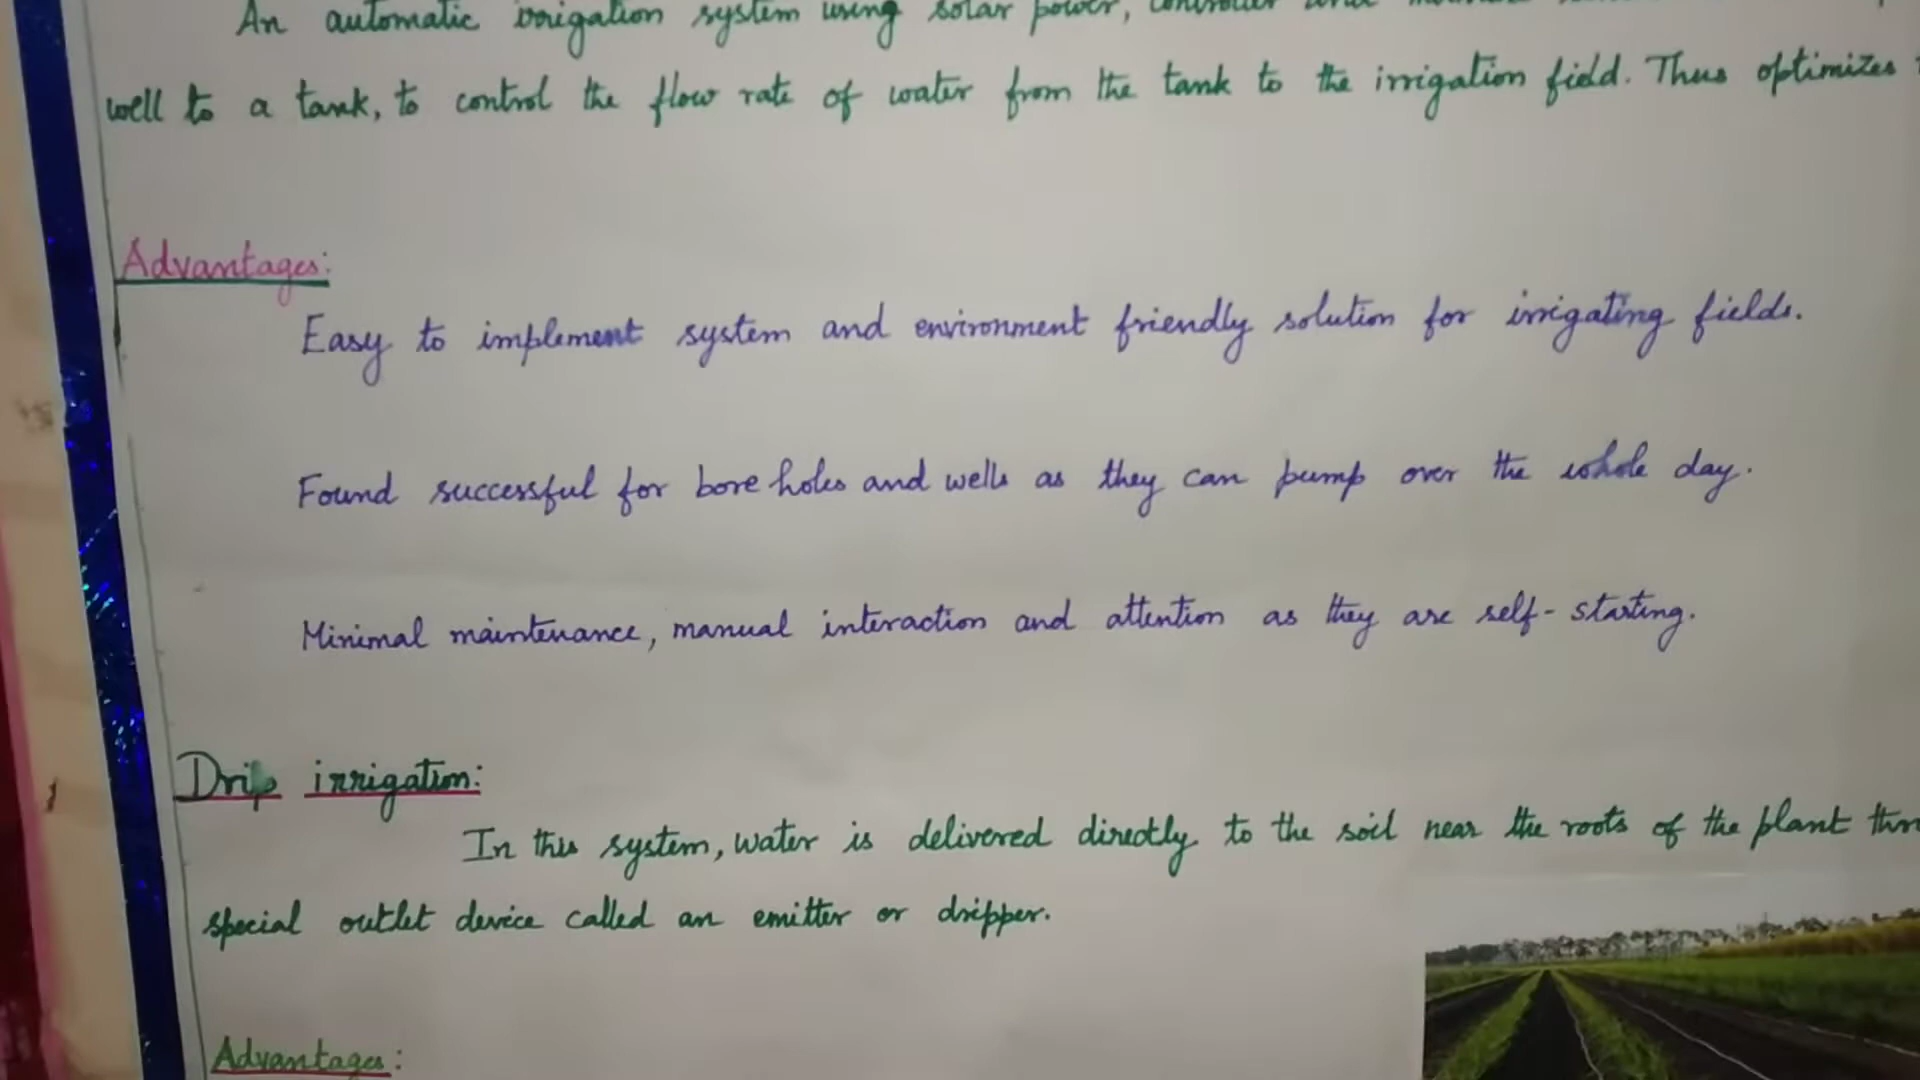 An automatic irrigation system using solar power, controller and
well to a tank, to control the flow rate of water from the tank to the irrigation field. Thus optimizes
Advantages:
Easy to implement system and environment friendly solution for irrigating fields.
Found successful for bore holes and wells as they can pump over the whole day.
Minimal maintenance, manual interaction and attention as they are self-starting.
Drip irrigation:
In this system, water is delivered directly to the soil near the roots of the plant
special outlet device called an emitter or dripper.
Advantages: